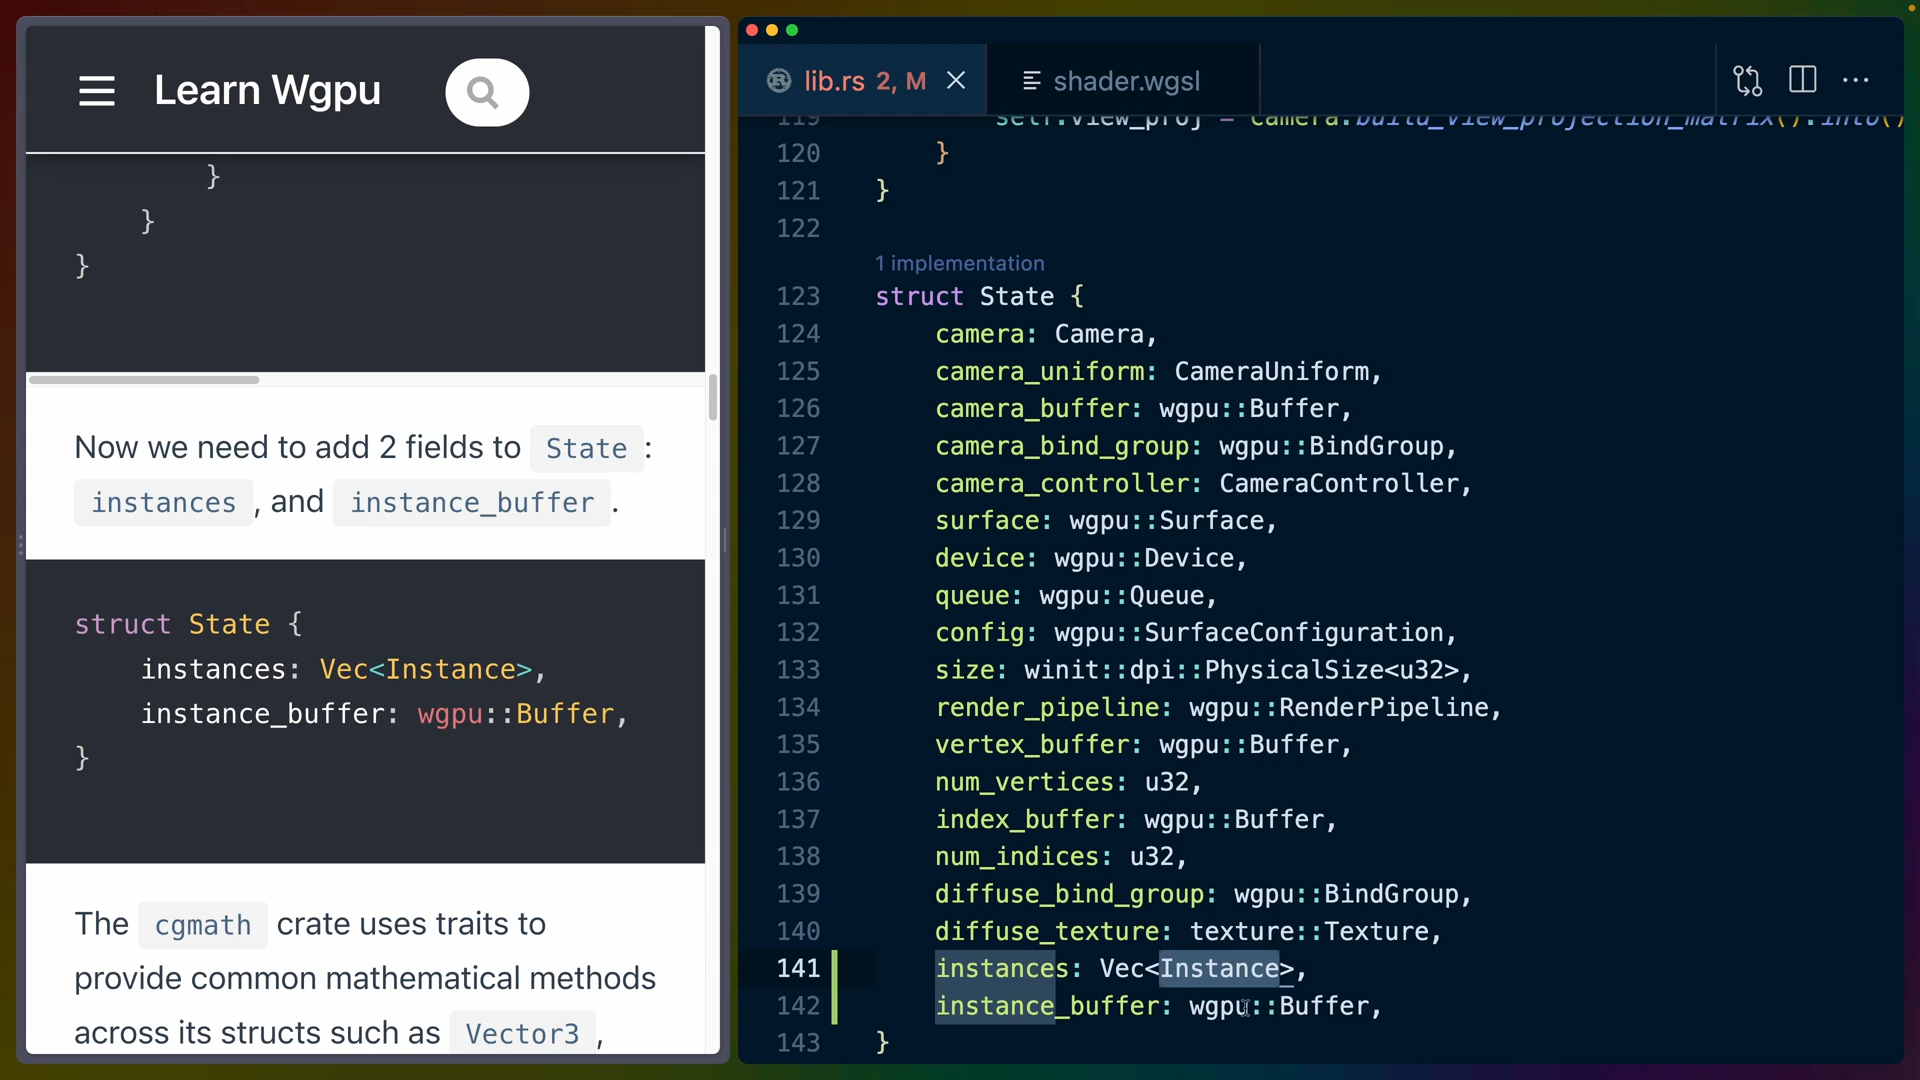 Learn Wgpu
}
}
}
Now we need to add 2 fields to State :
instances , and instance_buffer .
struct State {
instances: Vec<Instance>,
instance_buffer: wgpu::Buffer,
}
The cgmath crate uses traits to
provide common mathematical methods
across its structs such as Vector3 ,
lib.rs 2, M
shader.wgsl
119 self.view_proj = camera.build_view_projection_matrix().into()
120 }
121 }
122
1 implementation
123 struct State {
124 camera: Camera,
125 camera_uniform: CameraUniform,
126 camera_buffer: wgpu::Buffer,
127 camera_bind_group: wgpu::BindGroup,
128 camera_controller: CameraController,
129 surface: wgpu::Surface,
130 device: wgpu::Device,
131 queue: wgpu::Queue,
132 config: wgpu::SurfaceConfiguration,
133 size: winit::dpi::PhysicalSize<u32>,
134 render_pipeline: wgpu::RenderPipeline,
135 vertex_buffer: wgpu::Buffer,
136 num_vertices: u32,
137 index_buffer: wgpu::Buffer,
138 num_indices: u32,
139 diffuse_bind_group: wgpu::BindGroup,
140 diffuse_texture: texture::Texture,
141 instances: Vec<Instance>,
142 instance_buffer: wgpu::Buffer,
143 }